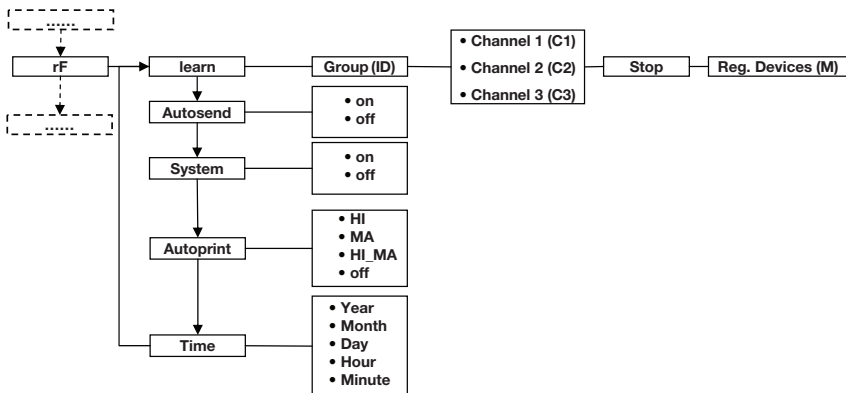 ......
rF
......
learn
Group (ID)
• Channel 1 (C1)
• Channel 2 (C2)
• Channel 3 (C3)
Stop
Reg. Devices (M)
Autosend
• on
• off
System
• on
• off
Autoprint
• HI
• MA
• HI_MA
• off
Time
• Year
• Month
• Day
• Hour
• Minute